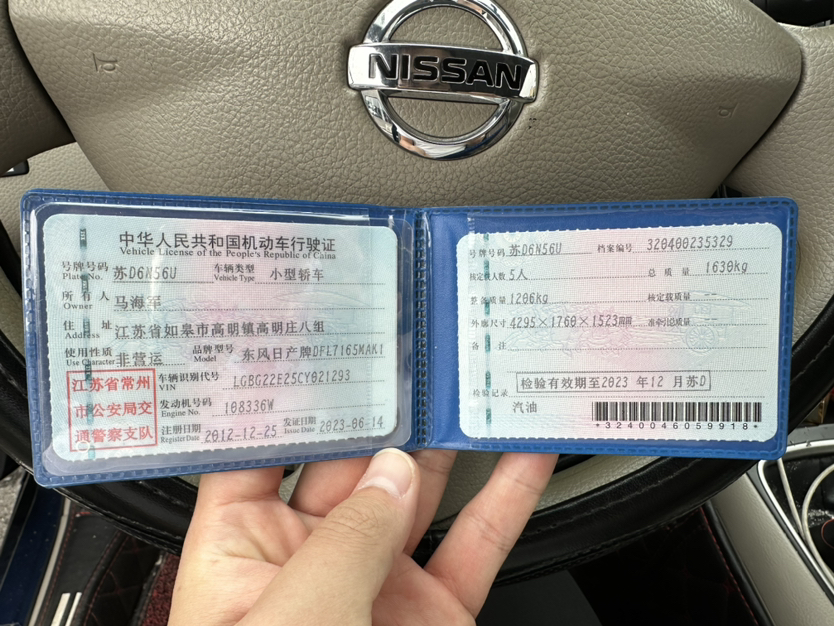 NISSAN
中华人民共和国机动车行驶证
Vehicle License of the People's Republic of China
号牌号码 苏D6N56U 车辆类型 小型轿车
Plate No. Vehicle Type
所有人 马海军
Owner
住址 江苏省如皋市高明镇高明庄八组
Address
使用性质 非营运 品牌型号 东风日产牌DFL7165MAK1
Use Character Model
江苏省常州
市公安局交
通警察支队
车辆识别代号 LGBG22E25CY021293
VIN
发动机号码 108336W
Engine No.
注册日期 2012-12-25 发证日期 2023-06-14
Register Date Issue Date
号牌号码 苏D6N56U 档案编号 320400235329
核定载人数 5人 总质量 1630kg
整备质量 1206kg 核定载质量 --
外廓尺寸 4295×1760×1523mm 准牵引总质量 --
备注
检验记录 检验有效期至2023年12月苏D
汽油
*3240046059918*